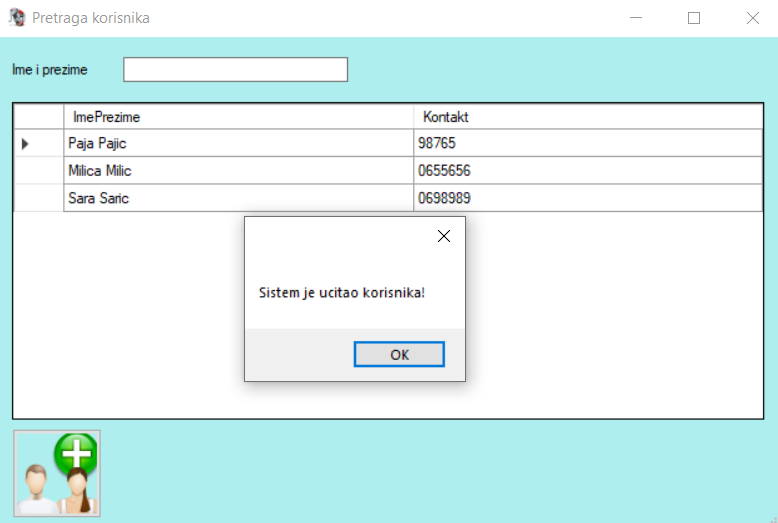 Pretraga korisnika
Ime i prezime
ImePrezime Kontakt
Paja Pajic 98765
Milica Milic 0655656
Sara Saric 0698989
Sistem je ucitao korisnika!
OK